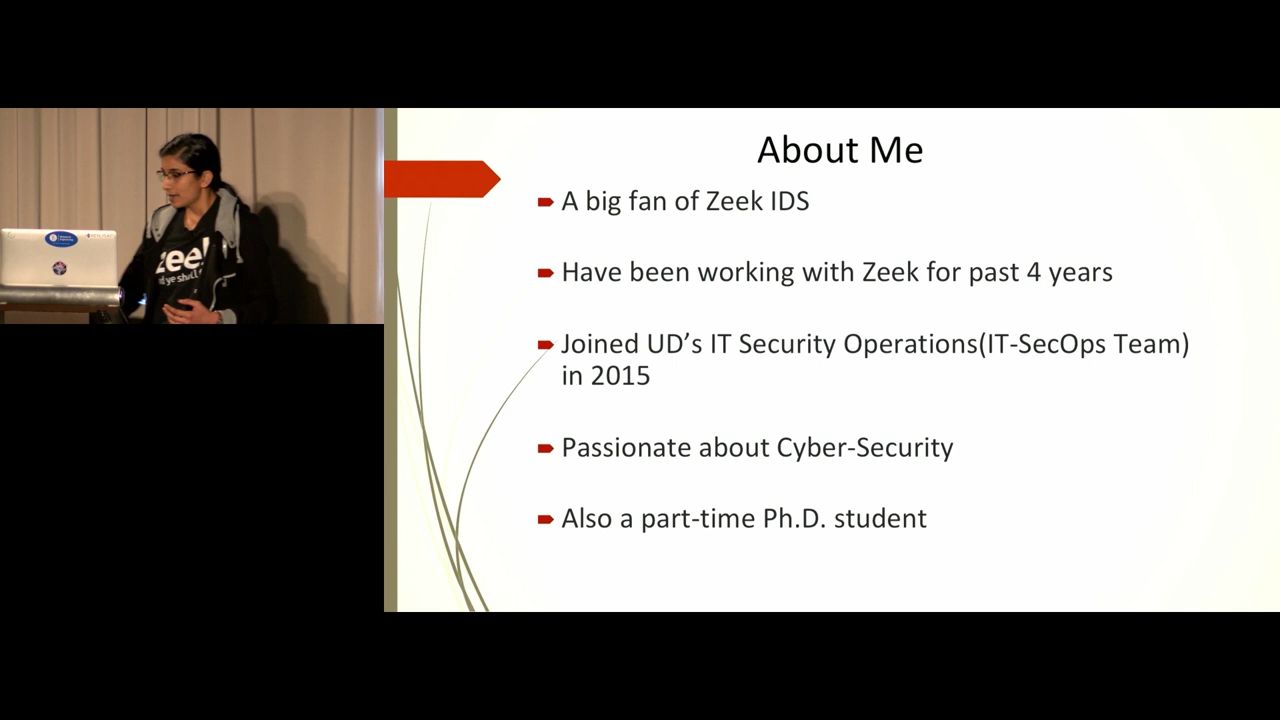 About Me
A big fan of Zeek IDS
Have been working with Zeek for past 4 years
Joined UD’s IT Security Operations(IT-SecOps Team)
in 2015
Passionate about Cyber-Security
Also a part-time Ph.D. student
zeek